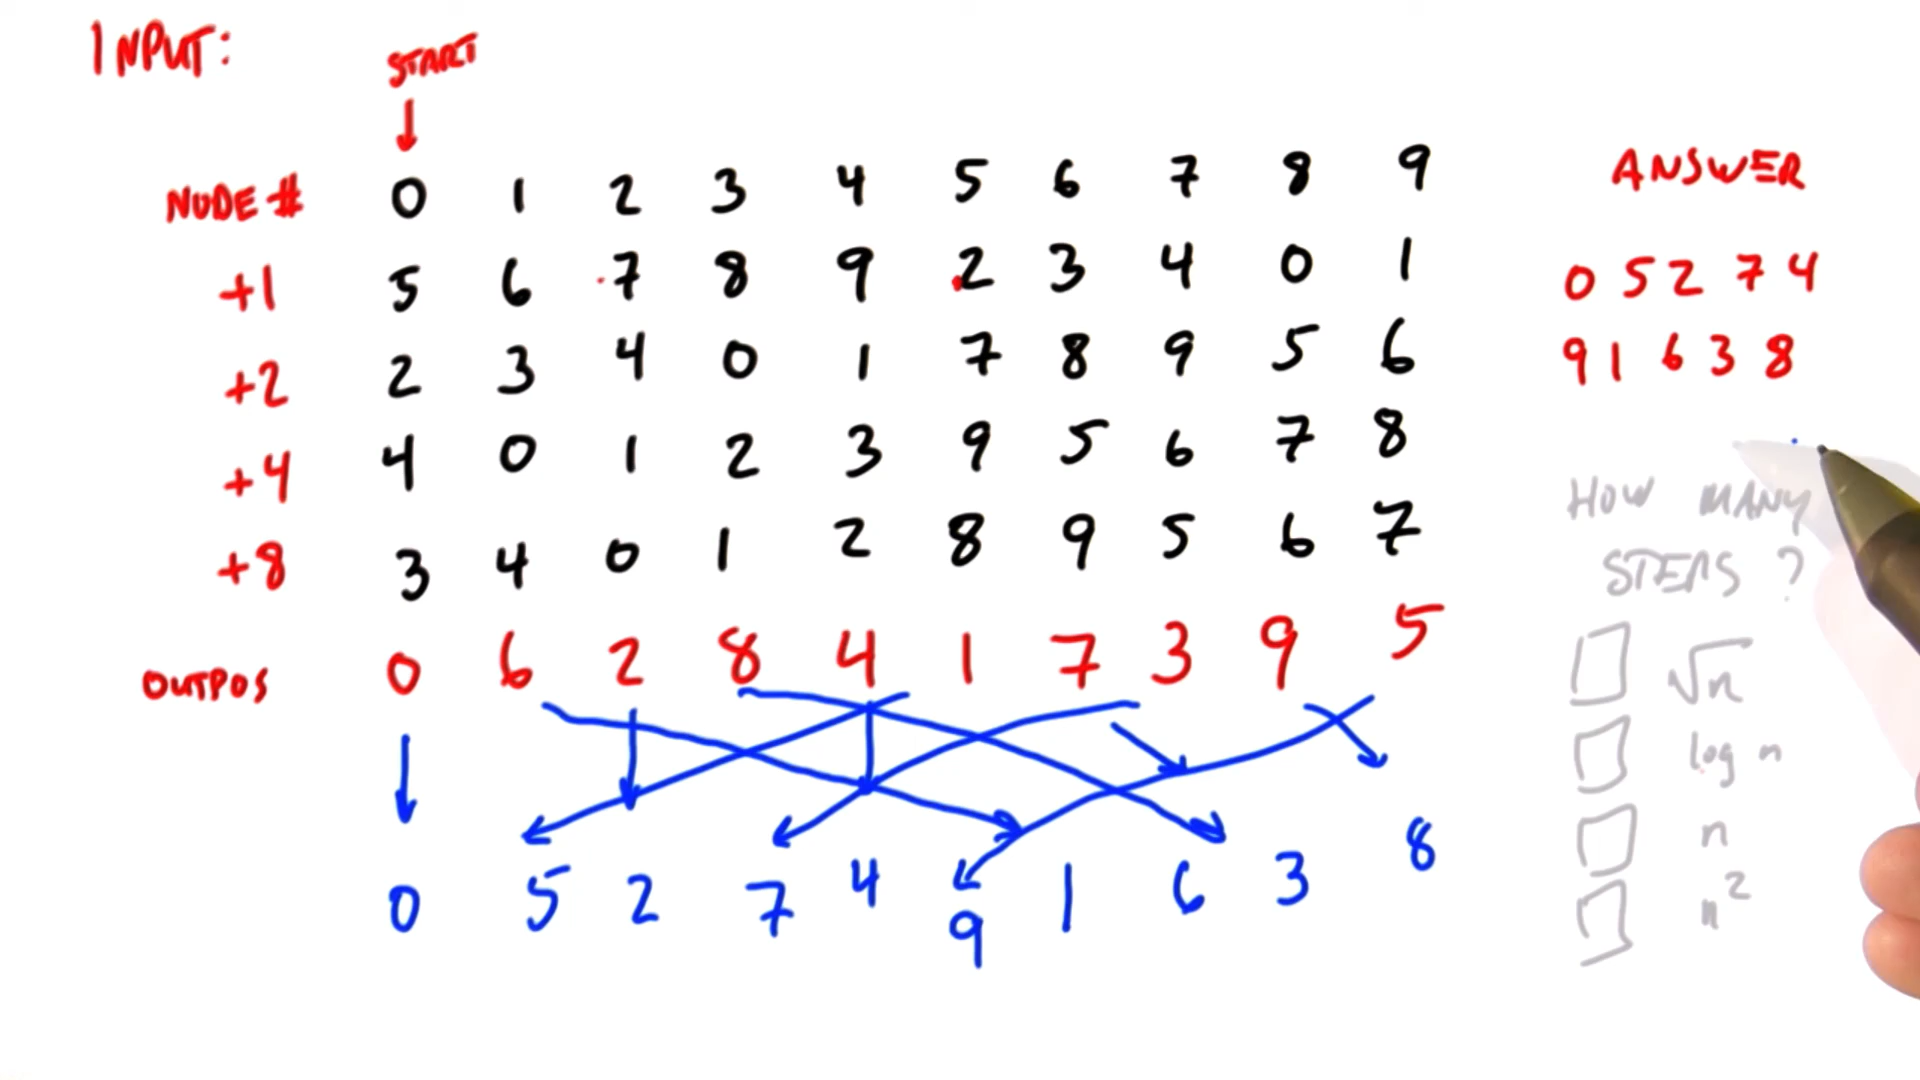 INPUT:
START
NODE # 0 1 2 3 4 5 6 7 8 9
+1 5 6 7 8 9 2 3 4 0 1
+2 2 3 4 0 1 7 8 9 5 6
+4 4 0 1 2 3 9 5 6 7 8
+8 3 4 0 1 2 8 9 5 6 7
OUTPOS 0 6 2 8 4 1 7 3 9 5
0 5 2 7 4 9 1 6 3 8
ANSWER
0 5 2 7 4
9 1 6 3 8
HOW MANY
STEPS ?
√n
log n
n
n²